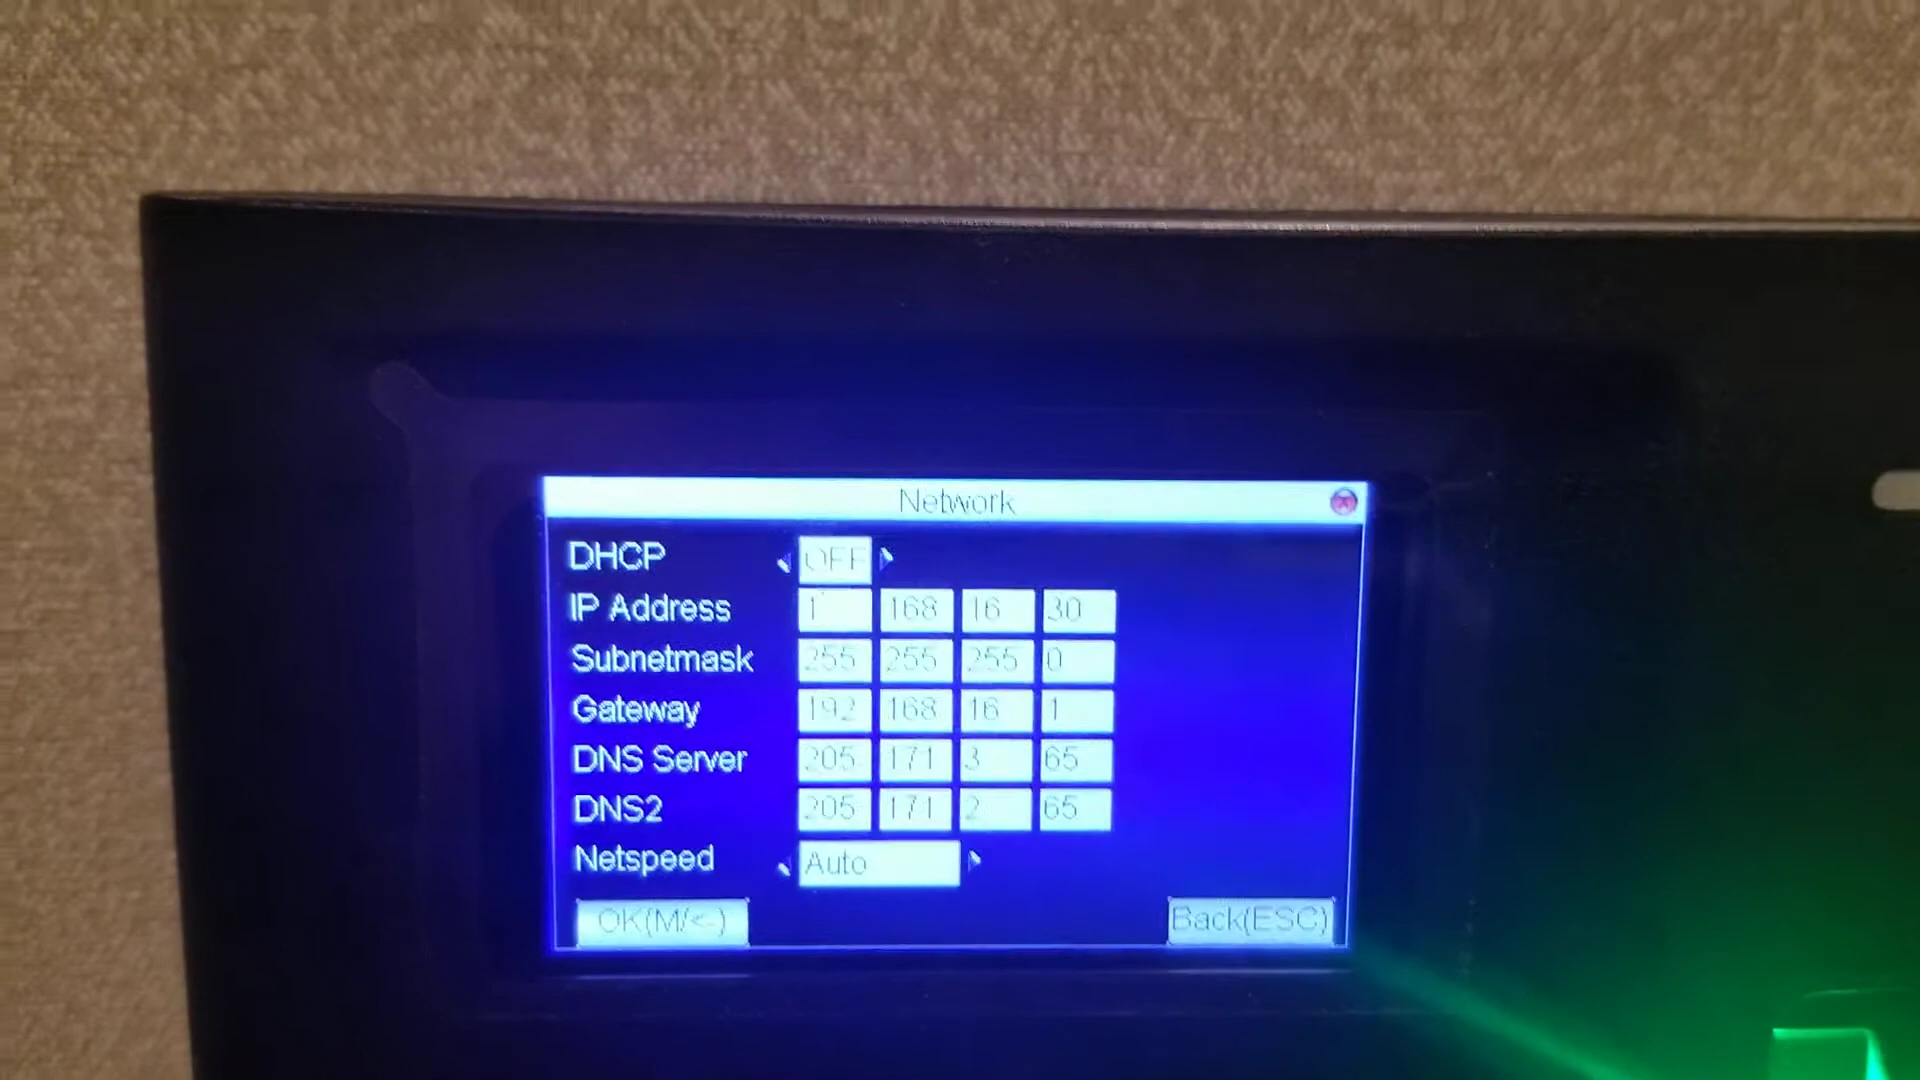 Network
DHCP OFF
IP Address 1 168 16 30
Subnetmask 255 255 255 0
Gateway 192 168 16 1
DNS Server 205 171 3 65
DNS2 205 171 2 65
Netspeed Auto
OK(M/<-) Back(ESC)